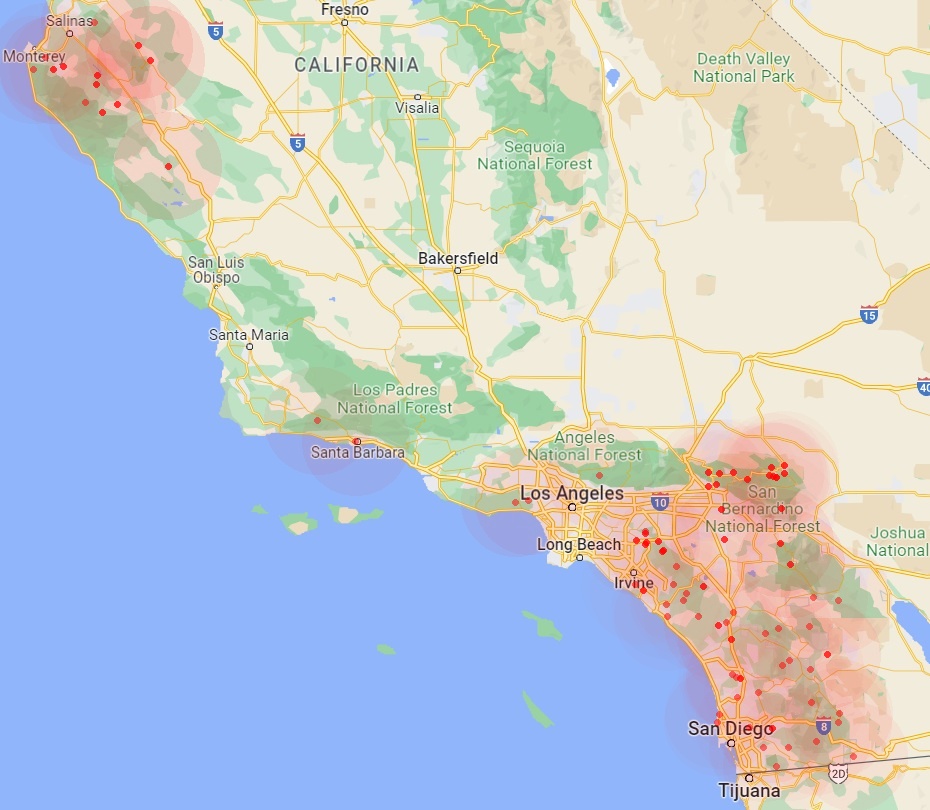 Fresno
Salinas
5
Monterey
CALIFORNIA
Death Valley
National Park
Visalia
5
Sequoia
National Forest
San Luis
Obispo
Bakersfield
15
Santa Maria
40
Los Padres
National Forest
Santa Barbara
Angeles
National Forest
Los Angeles
10
San
Bernardino
National Forest
Joshua
National
Long Beach
Irvine
San Diego
8
2D
Tijuana